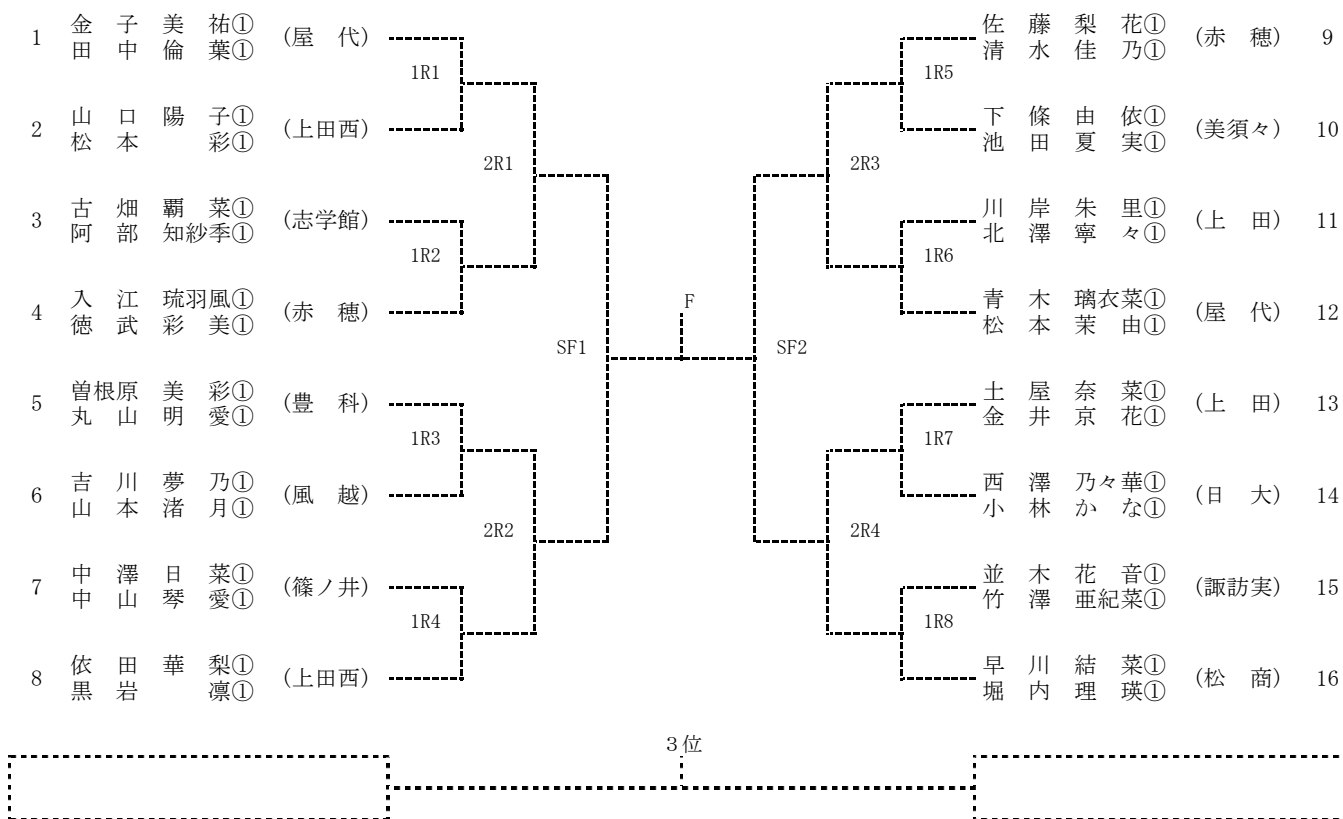 1 金子美祐① (屋代)
田中倫葉①
1R1
2 山口陽子① (上田西)
松本彩①
2R1
3 古畑覇菜① (志学館)
阿部知紗季①
1R2
4 入江琉羽風① (赤穂)
徳武彩美①
SF1
5 曽根原美彩① (豊科)
丸山明愛①
1R3
6 吉川夢乃① (風越)
山本渚月①
2R2
7 中澤日菜① (篠ノ井)
中山琴愛①
1R4
8 依田華梨① (上田西)
黒岩凛①
F
佐藤梨花① (赤穂) 9
清水佳乃①
1R5
下條由依① (美須々) 10
池田夏実①
2R3
川岸朱里① (上田) 11
北澤寧々①
1R6
青木璃衣菜① (屋代) 12
松本茉由①
SF2
土屋奈菜① (上田) 13
金井京花①
1R7
西澤乃々華① (日大) 14
小林かな①
2R4
並木花音① (諏訪実) 15
竹澤亜紀菜①
1R8
早川結菜① (松商) 16
堀内理瑛①
3位